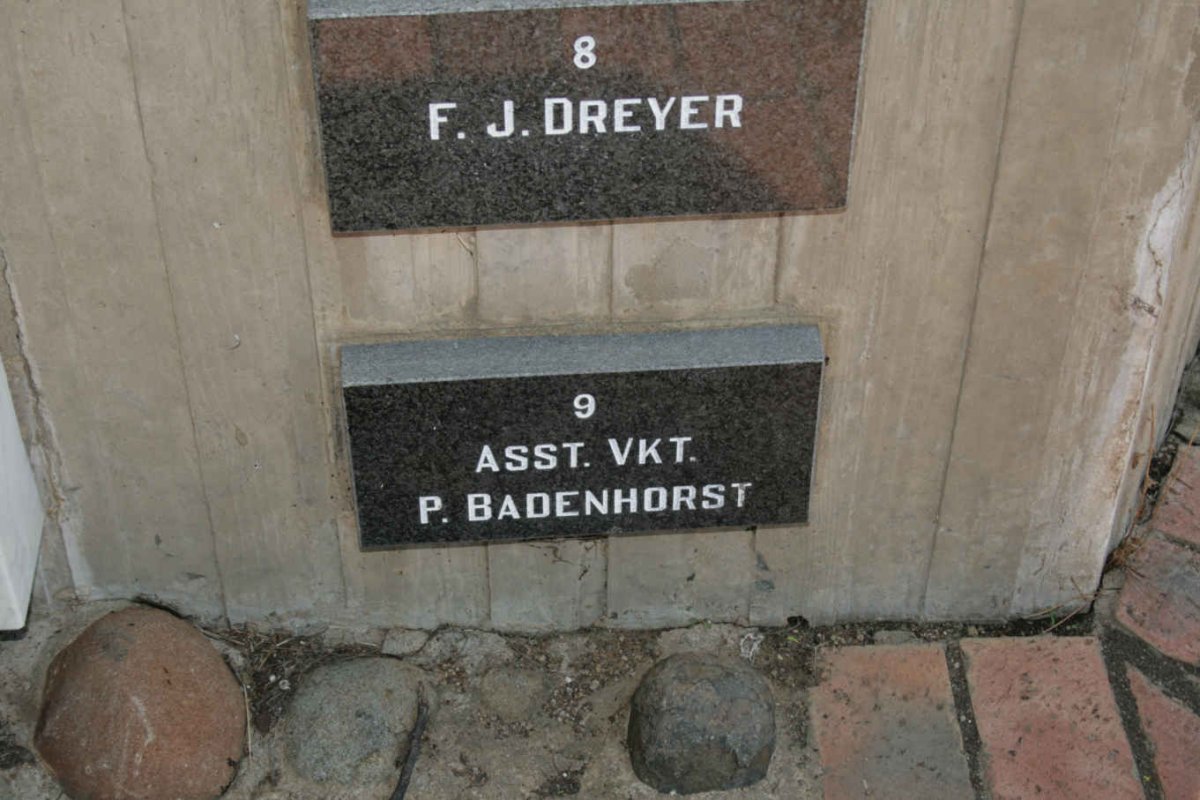 8
F. J. DREYER
9
ASST. VKT.
P. BADENHORST